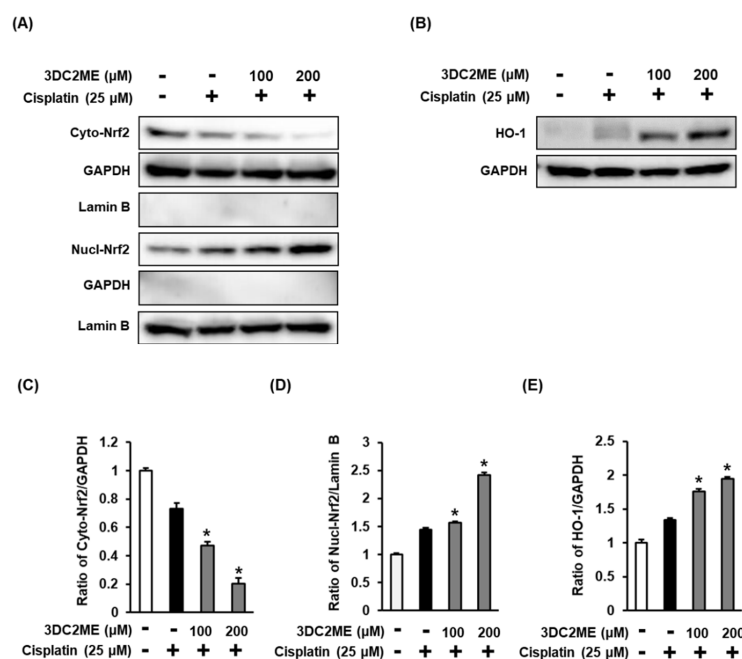 (A)
3DC2ME (µM) - - 100 200
Cisplatin (25 µM) - + + +
Cyto-Nrf2
GAPDH
Lamin B
Nucl-Nrf2
GAPDH
Lamin B
(B)
3DC2ME (µM) - - 100 200
Cisplatin (25 µM) - + + +
HO-1
GAPDH
(C)
Ratio of Cyto-Nrf2/GAPDH
1.2
1
0.8
0.6
0.4
0.2
0
*
*
3DC2ME (µM) - - 100 200
Cisplatin (25 µM) - + + +
(D)
Ratio of Nucl-Nrf2/Lamin B
3
2.5
2
1.5
1
0.5
0
*
*
3DC2ME (µM) - - 100 200
Cisplatin (25 µM) - + + +
(E)
Ratio of HO-1/GAPDH
2.5
2
1.5
1
0.5
0
*
*
3DC2ME (µM) - - 100 200
Cisplatin (25 µM) - + + +